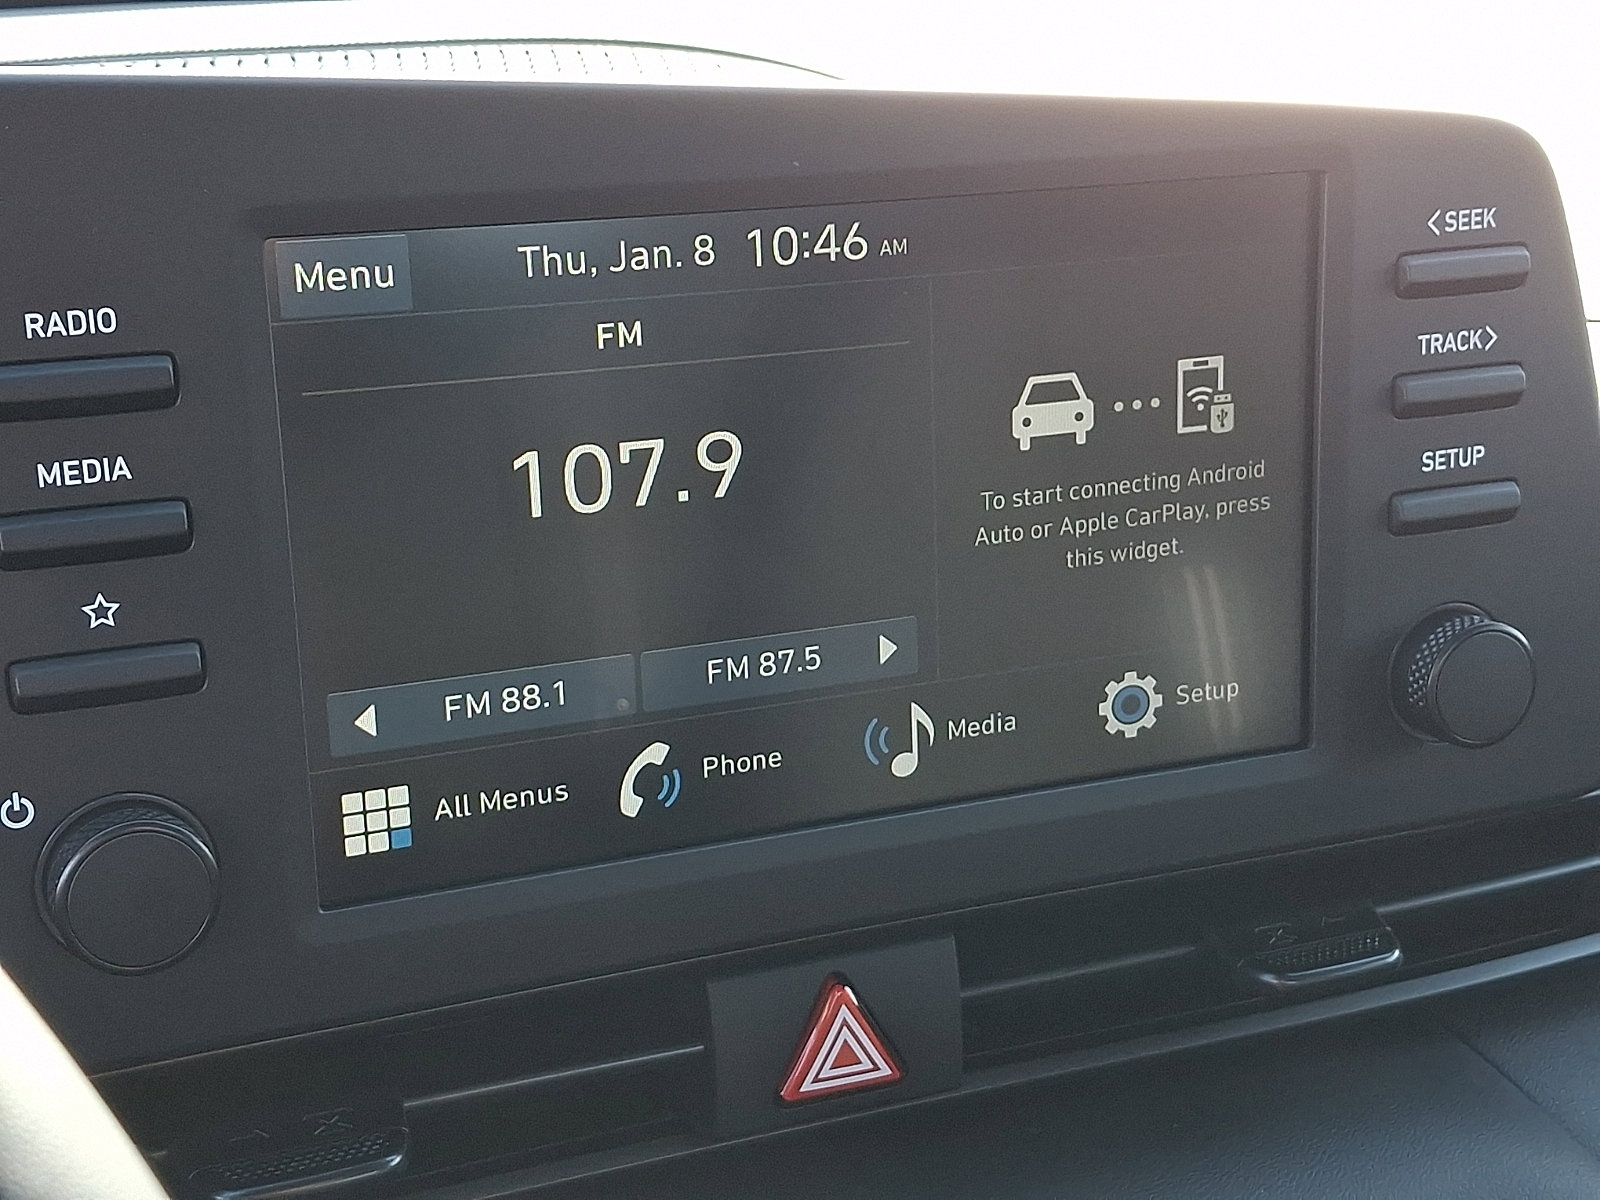 Menu
Thu, Jan. 8 10:46 AM
FM
107.9
FM 88.1
FM 87.5
To start connecting Android
Auto or Apple CarPlay, press
this widget.
All Menus
Phone
Media
Setup
RADIO
MEDIA
<SEEK
TRACK>
SETUP